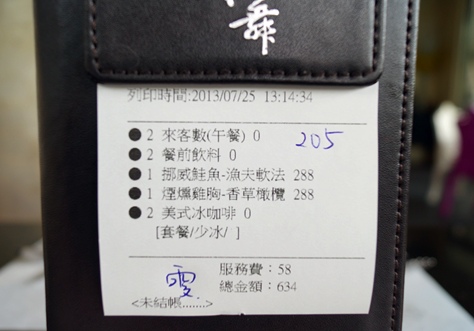 舞
列印時間:2013/07/25 13:14:34
205
● 2 來客數(午餐) 0
● 2 餐前飲料 0
● 1 挪威鮭魚-漁夫軟法 288
● 1 煙燻雞胸-香草橄欖 288
● 2 美式冰咖啡 0
[套餐/少冰/ ]
服務費：58
雯
總金額：634
<未結帳.......>